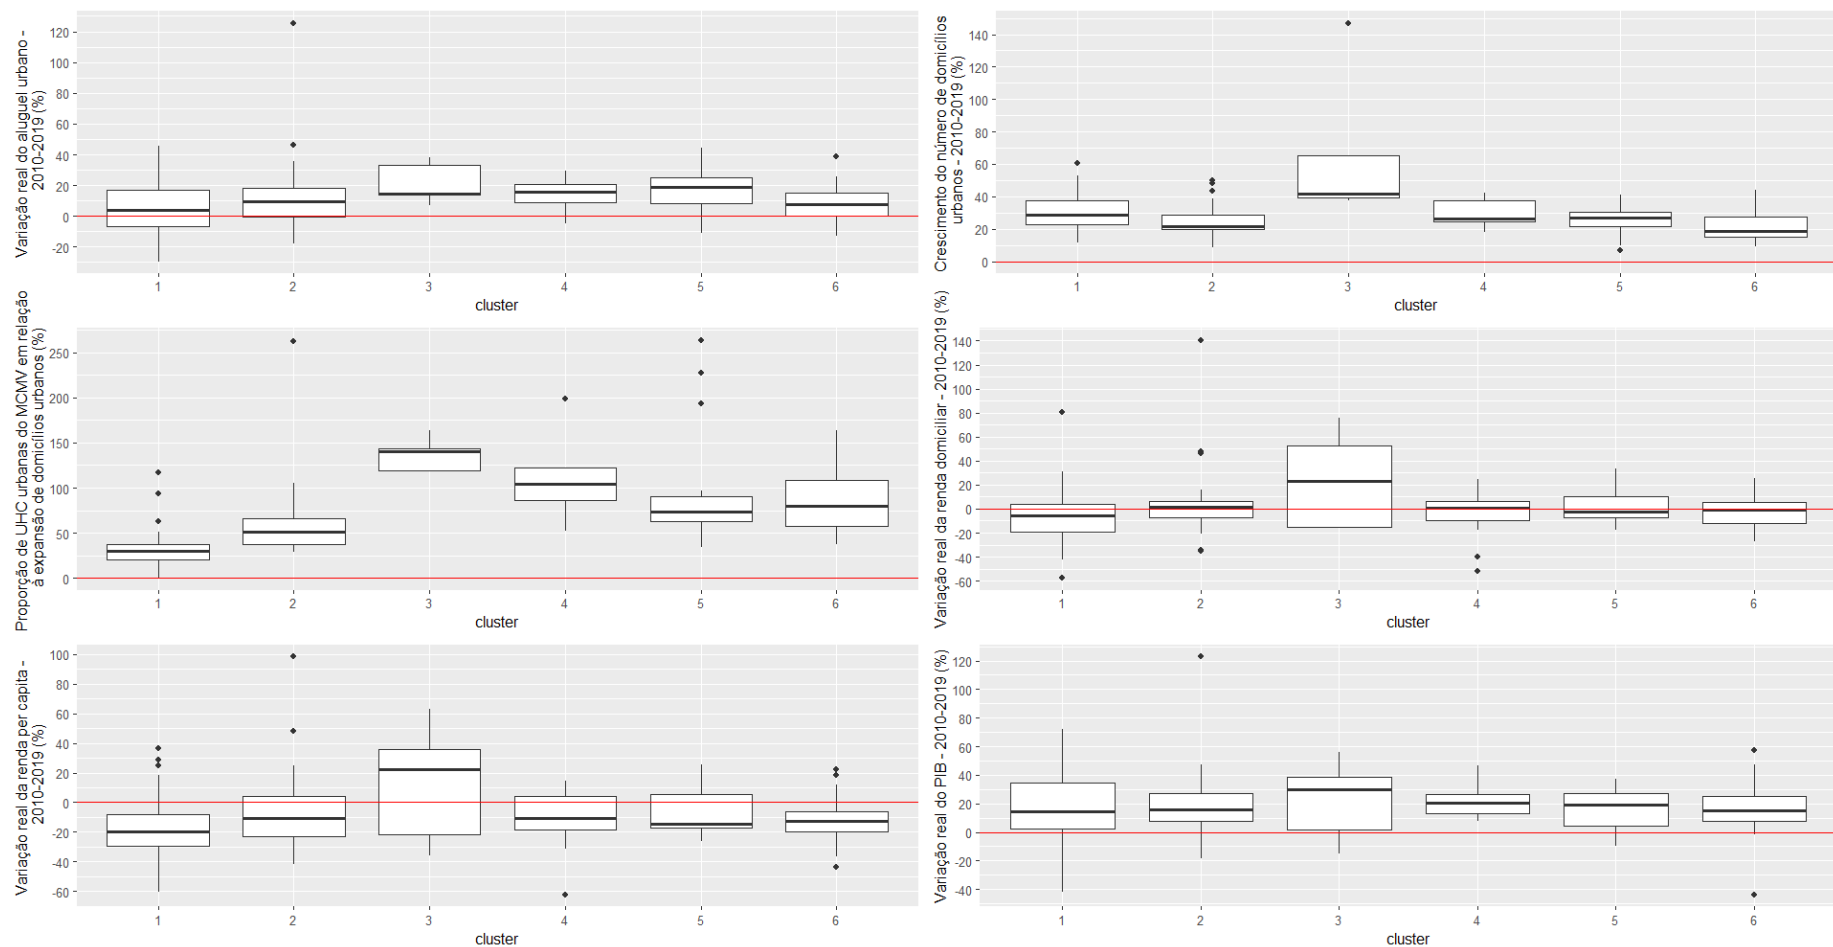 Variação real do aluguel urbano -
2010-2019 (%)
120
100
80
60
40
20
0
-20
1 2 3 4 5 6
cluster
Crescimento do número de domicílios
urbanos - 2010-2019 (%)
140
120
100
80
60
40
20
0
1 2 3 4 5 6
cluster
Proporção de UHC urbanas do MCMV em relação
à expansão de domicílios urbanos (%)
250
200
150
100
50
0
1 2 3 4 5 6
cluster
Variação real da renda domiciliar - 2010-2019 (%)
140
120
100
80
60
40
20
0
-20
-40
-60
1 2 3 4 5 6
cluster
Variação real da renda per capita -
2010-2019 (%)
100
80
60
40
20
0
-20
-40
-60
1 2 3 4 5 6
cluster
Variação real do PIB - 2010-2019 (%)
120
100
80
60
40
20
0
-20
-40
1 2 3 4 5 6
cluster